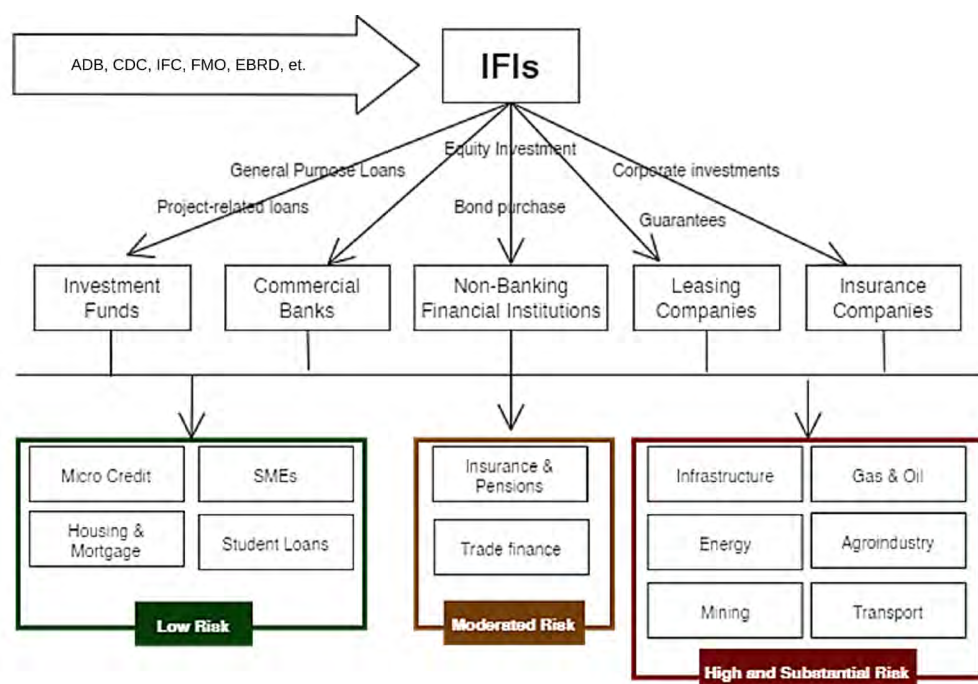 ADB, CDC, IFC, FMO, EBRD, et.
IFIs
Equity Investment
General Purpose Loans
Corporate investments
Project-related loans
Bond purchase
Guarantees
Investment
Funds
Commercial
Banks
Non-Banking
Financial Institutions
Leasing
Companies
Insurance
Companies
Micro Credit
SMEs
Housing &
Mortgage
Student Loans
Low Risk
Insurance &
Pensions
Trade finance
Moderated Risk
Infrastructure
Gas & Oil
Energy
Agroindustry
Mining
Transport
High and Substantial Risk